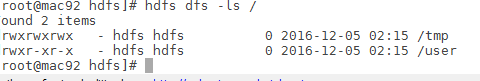 root@mac92 hdfs]# hdfs dfs -ls /
ound 2 items
rwxrwxrwx   - hdfs hdfs          0 2016-12-05 02:15 /tmp
rwxr-xr-x   - hdfs hdfs          0 2016-12-05 02:15 /user
root@mac92 hdfs]#